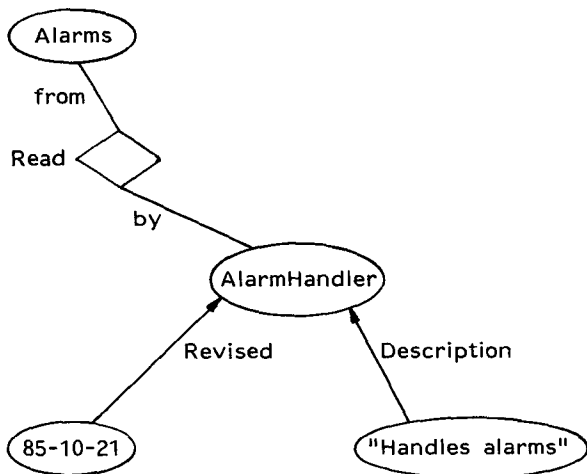 Alarms
from
Read
by
AlarmHandler
Revised
Description
85-10-21
"Handles alarms"